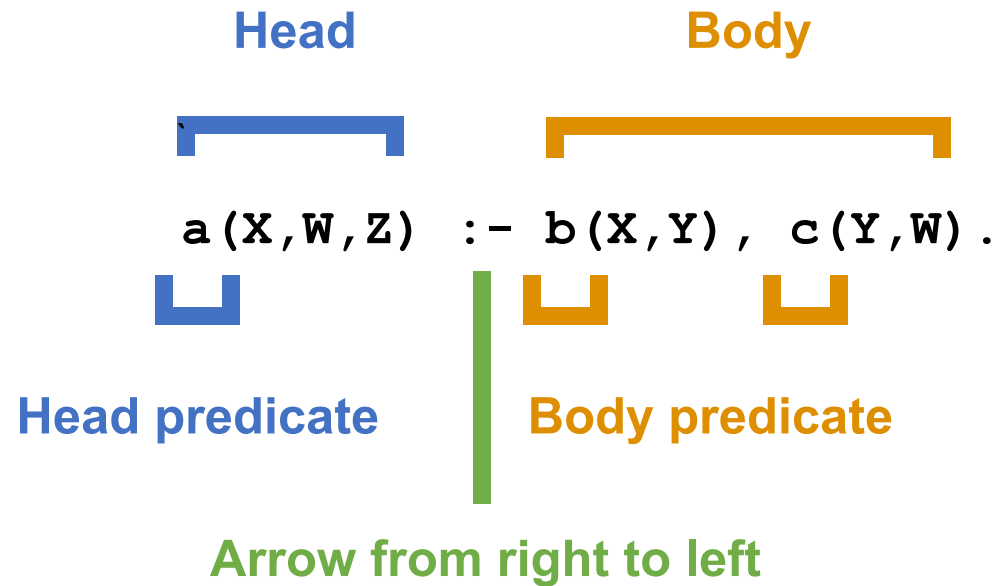 Head Body
`
a(X,W,Z) :- b(X,Y), c(Y,W).
Head predicate Body predicate
Arrow from right to left